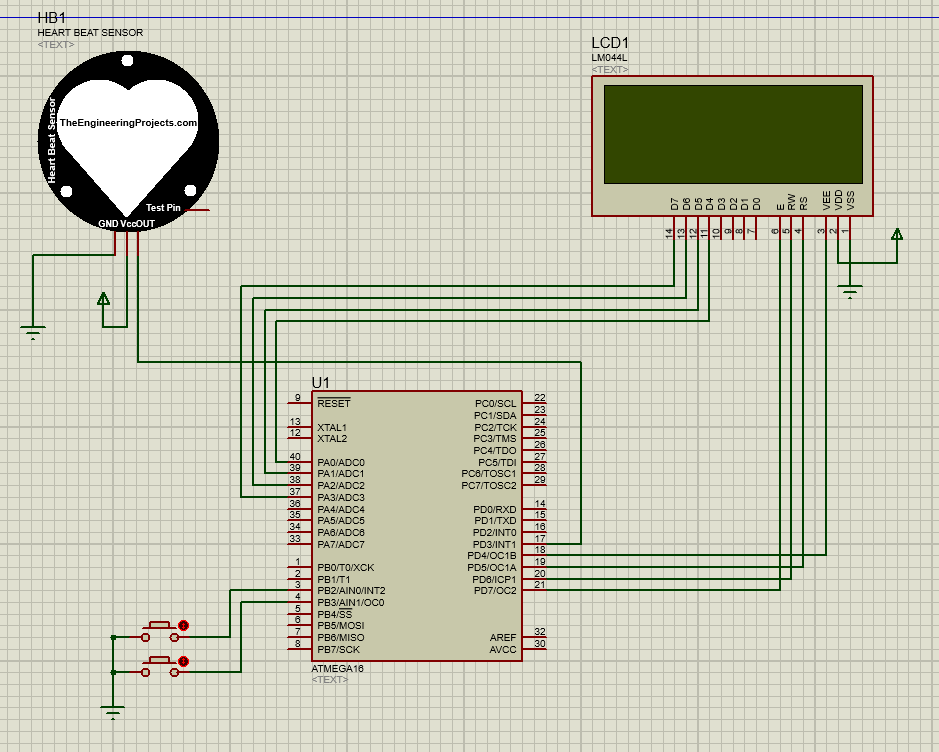 HB1
HEART BEAT SENSOR
<TEXT>
Heart Beat Sensor
TheEngineeringProjects.com
Test Pin
GND VccOUT
LCD1
LM044L
<TEXT>
D7 D6 D5 D4 D3 D2 D1 D0 E RW RS VEE VDD VSS
14 13 12 11 10 9 8 7 6 5 4 3 2 1
U1
9 RESET PC0/SCL 22
PC1/SDA 23
13 XTAL1 PC2/TCK 24
12 XTAL2 PC3/TMS 25
PC4/TDO 26
40 PA0/ADC0 PC5/TDI 27
39 PA1/ADC1 PC6/TOSC1 28
38 PA2/ADC2 PC7/TOSC2 29
37 PA3/ADC3
36 PA4/ADC4 PD0/RXD 14
35 PA5/ADC5 PD1/TXD 15
34 PA6/ADC6 PD2/INT0 16
33 PA7/ADC7 PD3/INT1 17
PD4/OC1B 18
1 PB0/T0/XCK PD5/OC1A 19
2 PB1/T1 PD6/ICP1 20
3 PB2/AIN0/INT2 PD7/OC2 21
4 PB3/AIN1/OC0
5 PB4/SS
6 PB5/MOSI
7 PB6/MISO AREF 32
8 PB7/SCK AVCC 30
ATMEGA16
<TEXT>